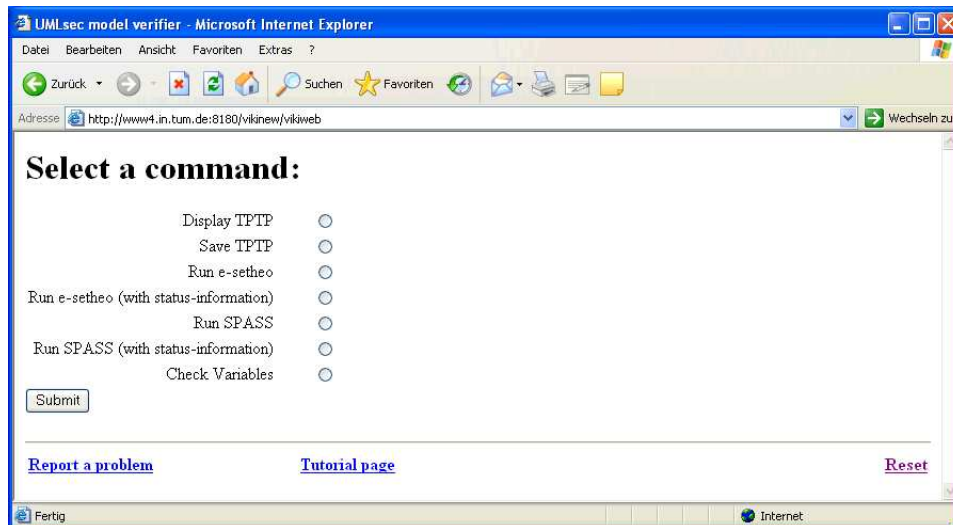 UMLsec model verifier - Microsoft Internet Explorer
Datei Bearbeiten Ansicht Favoriten Extras ?
Zurück Suchen Favoriten
Adresse http://www4.in.tum.de:8180/vikinew/vikiweb Wechseln zu
Select a command:
Display TPTP
Save TPTP
Run e-setheo
Run e-setheo (with status-information)
Run SPASS
Run SPASS (with status-information)
Check Variables
Submit
Report a problem Tutorial page Reset
Fertig Internet